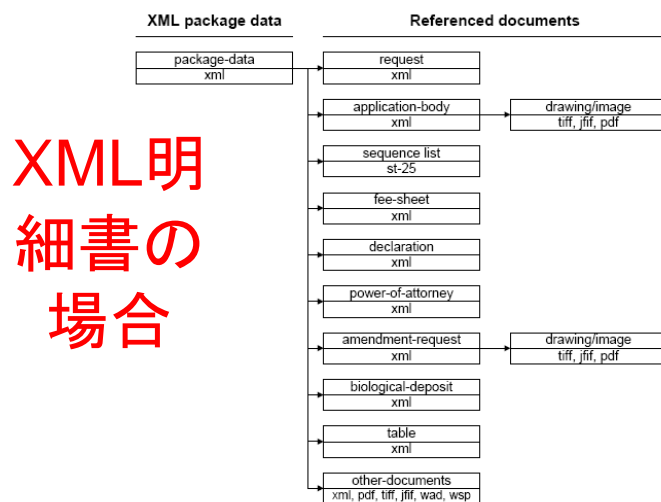 XML package data
Referenced documents
package-data
xml
request
xml
application-body
xml
drawing/image
tiff, jfif, pdf
sequence list
st-25
fee-sheet
xml
declaration
xml
power-of-attorney
xml
amendment-request
xml
drawing/image
tiff, jfif, pdf
biological-deposit
xml
table
xml
other-documents
xml, pdf, tiff, jfif, wad, wsp
XML明
細書の
場合